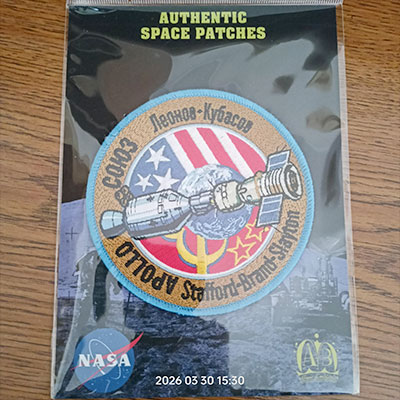 AUTHENTIC
SPACE PATCHES
СОЮЗ
Леонов-Кубасов
APOLLO
Stafford-Brand-Slayton
NASA
2026 03 30 15:30